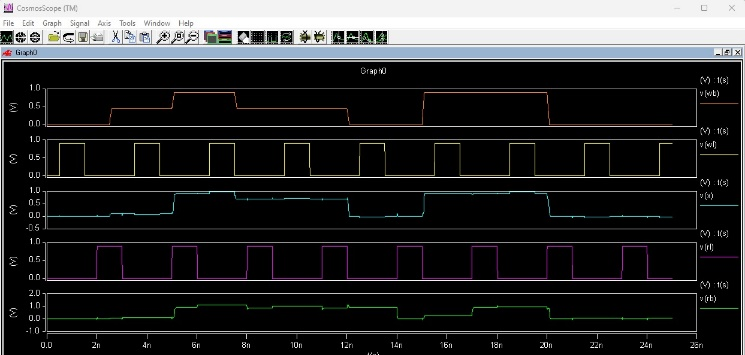 CosmosScope (TM)
File Edit Graph Signal Axis Tools Window Help
Graph0
Graph0
(V) : t(s)
v(wb)
1.0
(V)
0.5
0.0
(V) : t(s)
v(wl)
1.0
(V)
0.5
0.0
(V) : t(s)
v(x)
1.0
0.5
(V)
0.0
-0.5
(V) : t(s)
v(rl)
1.0
(V)
0.5
0.0
(V) : t(s)
v(rb)
2.0
1.0
(V)
0.0
-1.0
0.0 2n 4n 6n 8n 10n 12n 14n 16n 18n 20n 22n 24n 26n
t(s)